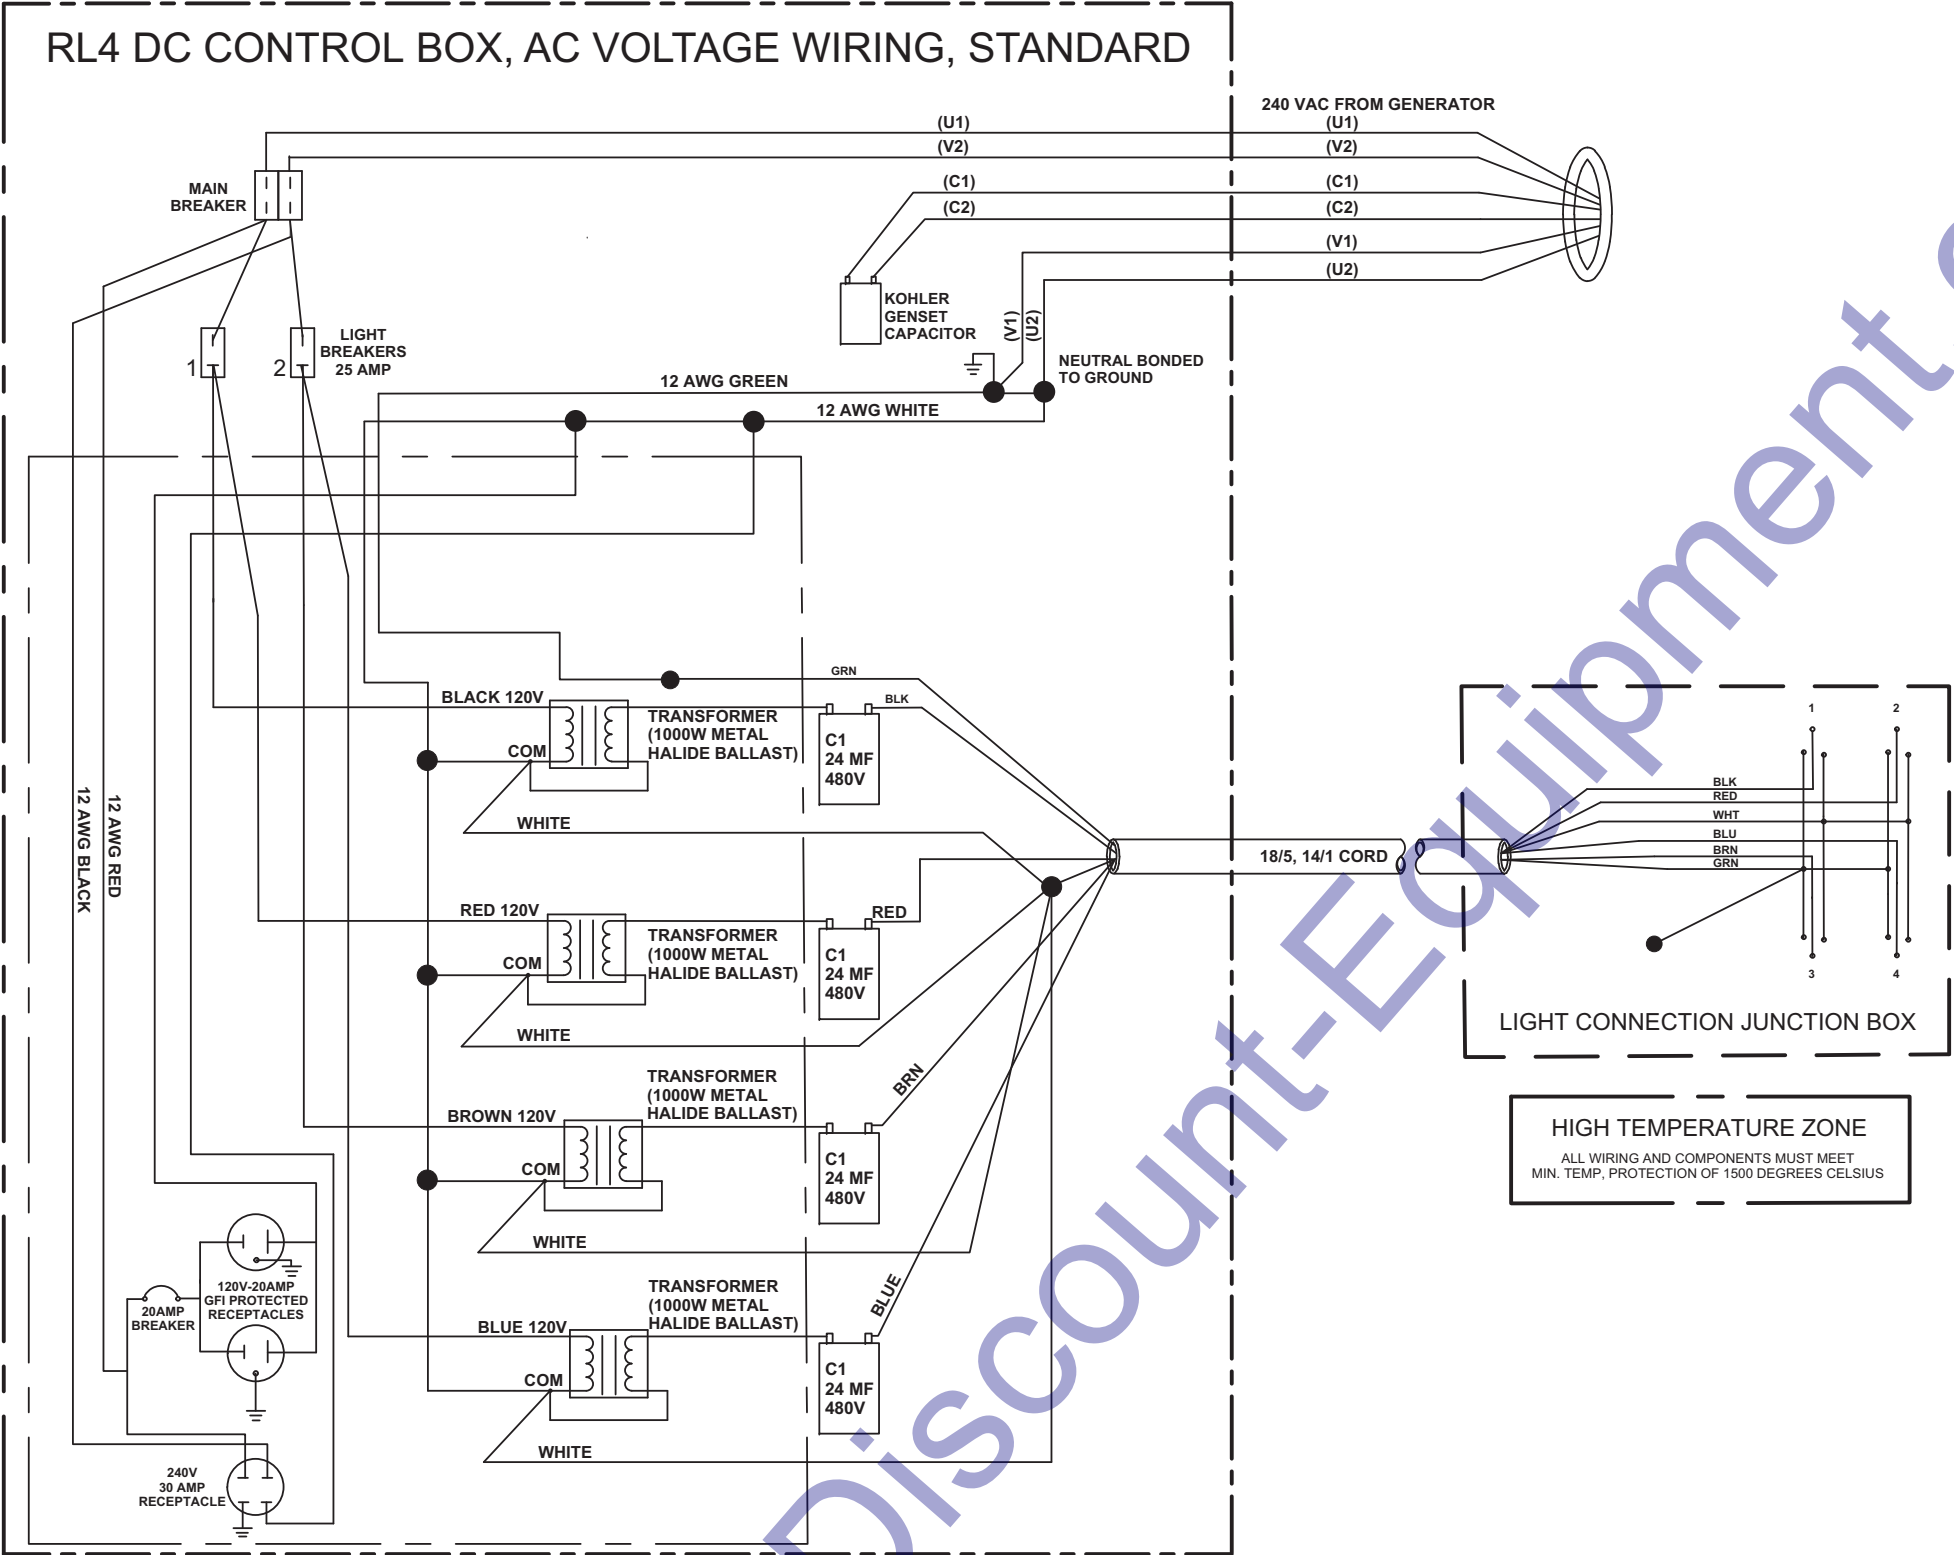 RL4 DC CONTROL BOX, AC VOLTAGE WIRING, STANDARD
240 VAC FROM GENERATOR
(U1)
(U1)
(V2)
(V2)
(C1)
(C1)
(C2)
(C2)
(V1)
(U2)
MAIN
BREAKER
KOHLER
GENSET
CAPACITOR
(V1)
(U2)
LIGHT
BREAKERS
25 AMP
1
2
NEUTRAL BONDED
TO GROUND
12 AWG GREEN
12 AWG WHITE
GRN
BLK
BLACK 120V
COM
TRANSFORMER
(1000W METAL
HALIDE BALLAST)
C1
24 MF
480V
WHITE
12 AWG BLACK
12 AWG RED
18/5, 14/1 CORD
RED 120V
COM
TRANSFORMER
(1000W METAL
HALIDE BALLAST)
RED
C1
24 MF
480V
WHITE
BROWN 120V
COM
TRANSFORMER
(1000W METAL
HALIDE BALLAST)
BRN
C1
24 MF
480V
WHITE
BLUE 120V
COM
TRANSFORMER
(1000W METAL
HALIDE BALLAST)
BLUE
C1
24 MF
480V
WHITE
120V-20AMP
GFI PROTECTED
RECEPTACLES
20AMP
BREAKER
240V
30 AMP
RECEPTACLE
1
2
BLK
RED
WHT
BLU
BRN
GRN
3
4
LIGHT CONNECTION JUNCTION BOX
HIGH TEMPERATURE ZONE
ALL WIRING AND COMPONENTS MUST MEET
MIN. TEMP, PROTECTION OF 1500 DEGREES CELSIUS
Discount-Equipment.